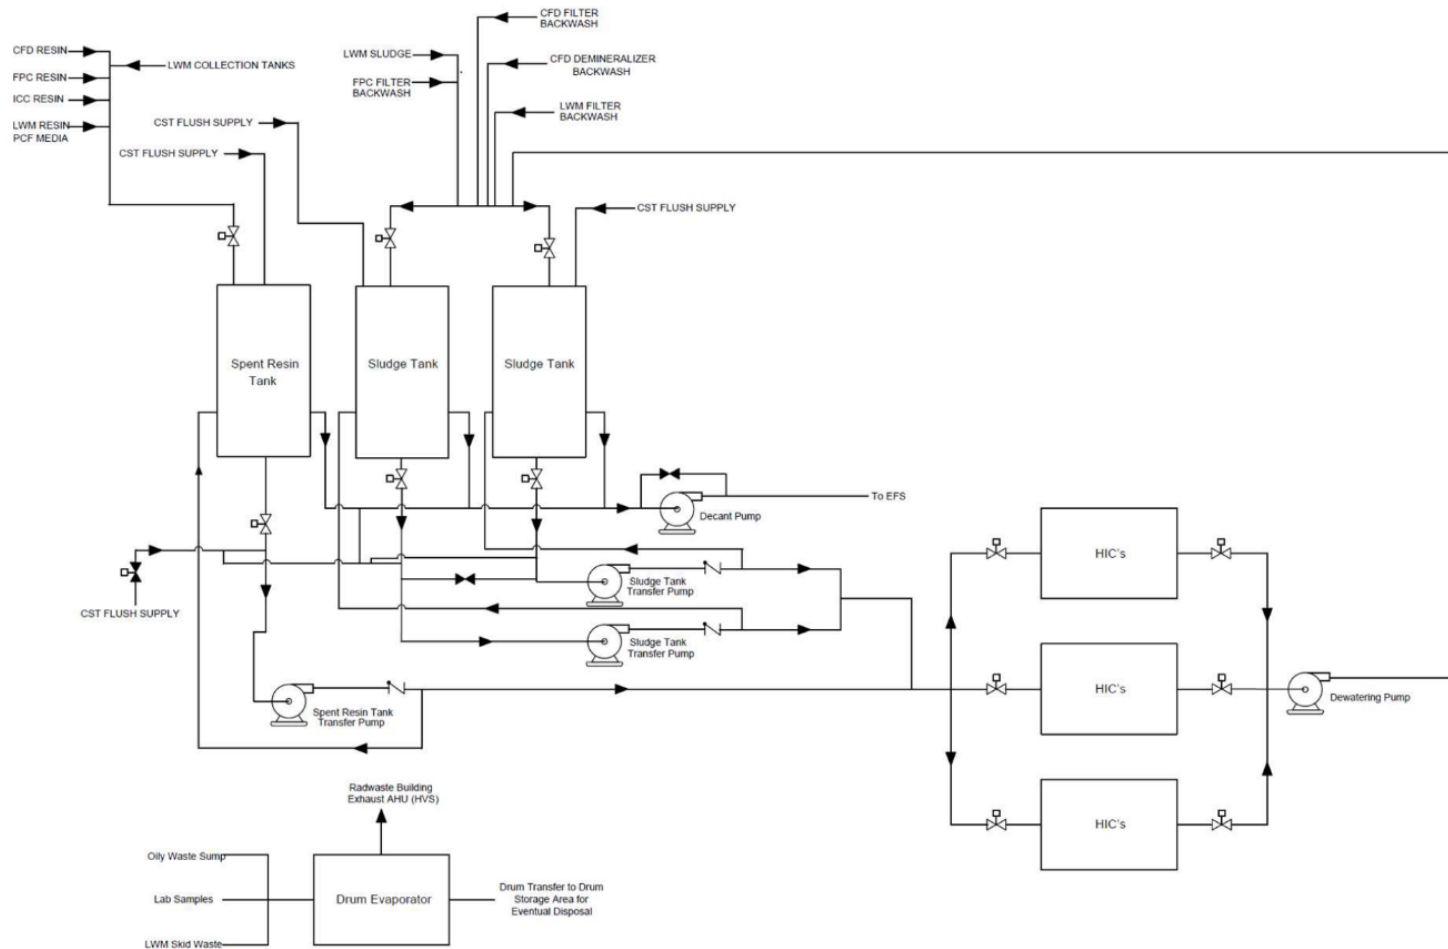 CFD FILTER
BACKWASH
CFD RESIN
LWM COLLECTION TANKS
LWM SLUDGE
CFD DEMINERALIZER
BACKWASH
FPC RESIN
FPC FILTER
BACKWASH
ICC RESIN
LWM FILTER
BACKWASH
LWM RESIN
PCF MEDIA
CST FLUSH SUPPLY
CST FLUSH SUPPLY
CST FLUSH SUPPLY
Spent Resin
Tank
Sludge Tank
Sludge Tank
To EFS
Decant Pump
HIC's
Sludge Tank
Transfer Pump
CST FLUSH SUPPLY
Sludge Tank
Transfer Pump
HIC's
Dewatering Pump
Spent Resin Tank
Transfer Pump
HIC's
Radwaste Building
Exhaust AHU (HVS)
Oily Waste Sump
Lab Samples
LWM Skid Waste
Drum Evaporator
Drum Transfer to Drum
Storage Area for
Eventual Disposal